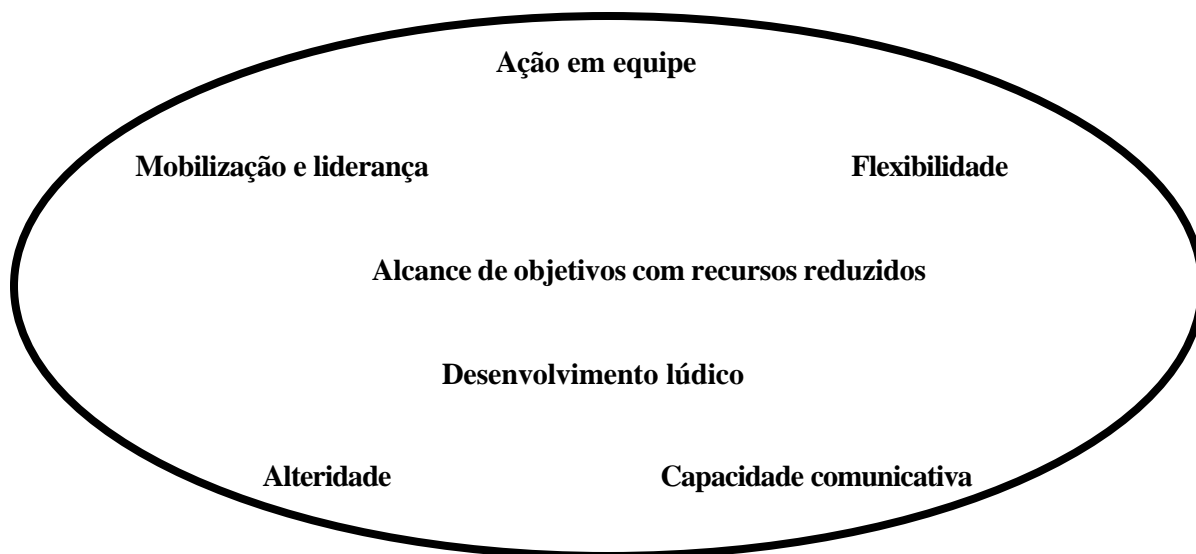 Ação em equipe
Mobilização e liderança
Flexibilidade
Alcance de objetivos com recursos reduzidos
Desenvolvimento lúdico
Alteridade
Capacidade comunicativa